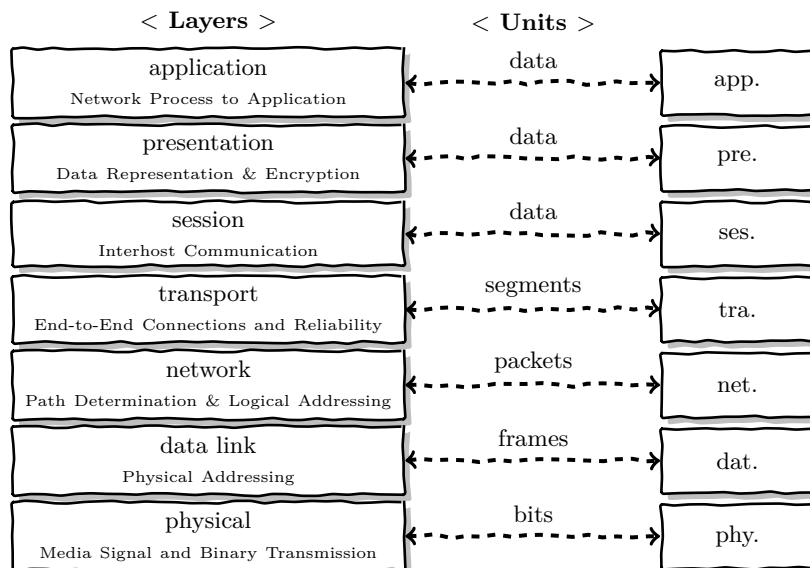 < Layers >
< Units >
application
Network Process to Application
data
app.
presentation
Data Representation & Encryption
data
pre.
session
Interhost Communication
data
ses.
transport
End-to-End Connections and Reliability
segments
tra.
network
Path Determination & Logical Addressing
packets
net.
data link
Physical Addressing
frames
dat.
physical
Media Signal and Binary Transmission
bits
phy.